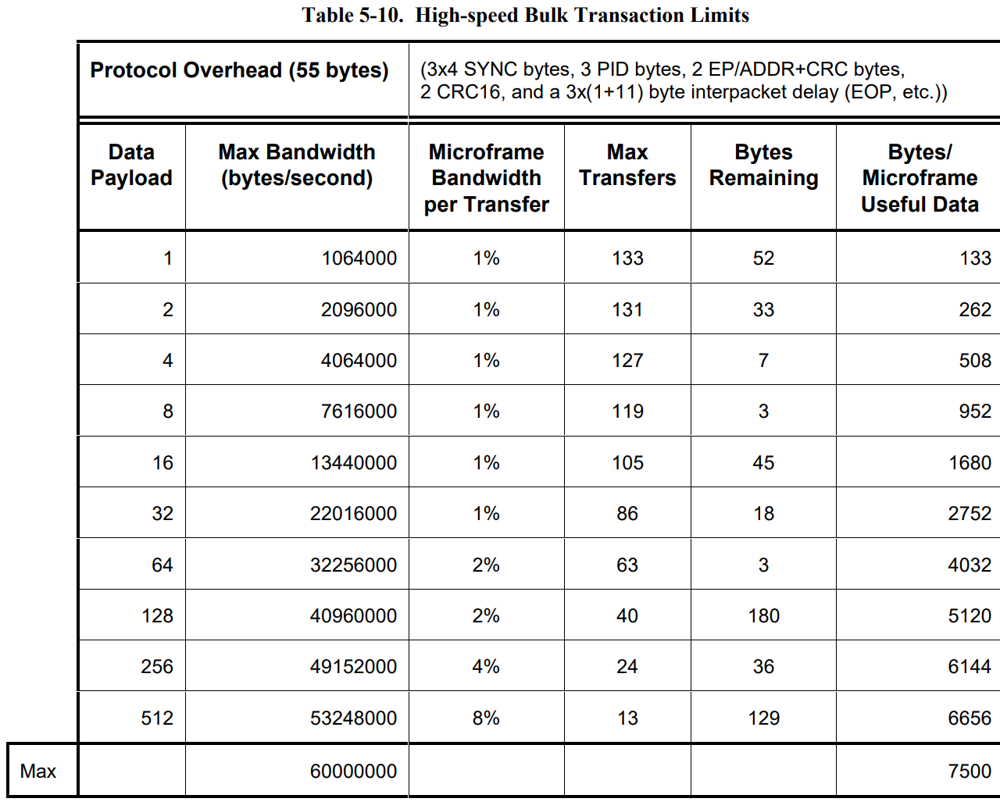 Table 5-10. High-speed Bulk Transaction Limits
Protocol Overhead (55 bytes) (3x4 SYNC bytes, 3 PID bytes, 2 EP/ADDR+CRC bytes,
2 CRC16, and a 3x(1+11) byte interpacket delay (EOP, etc.))
Data Max Bandwidth Microframe Max Bytes Bytes/
Payload (bytes/second) Bandwidth Transfers Remaining Microframe
per Transfer Useful Data
1 1064000 1% 133 52 133
2 2096000 1% 131 33 262
4 4064000 1% 127 7 508
8 7616000 1% 119 3 952
16 13440000 1% 105 45 1680
32 22016000 1% 86 18 2752
64 32256000 2% 63 3 4032
128 40960000 2% 40 180 5120
256 49152000 4% 24 36 6144
512 53248000 8% 13 129 6656
Max 60000000 7500